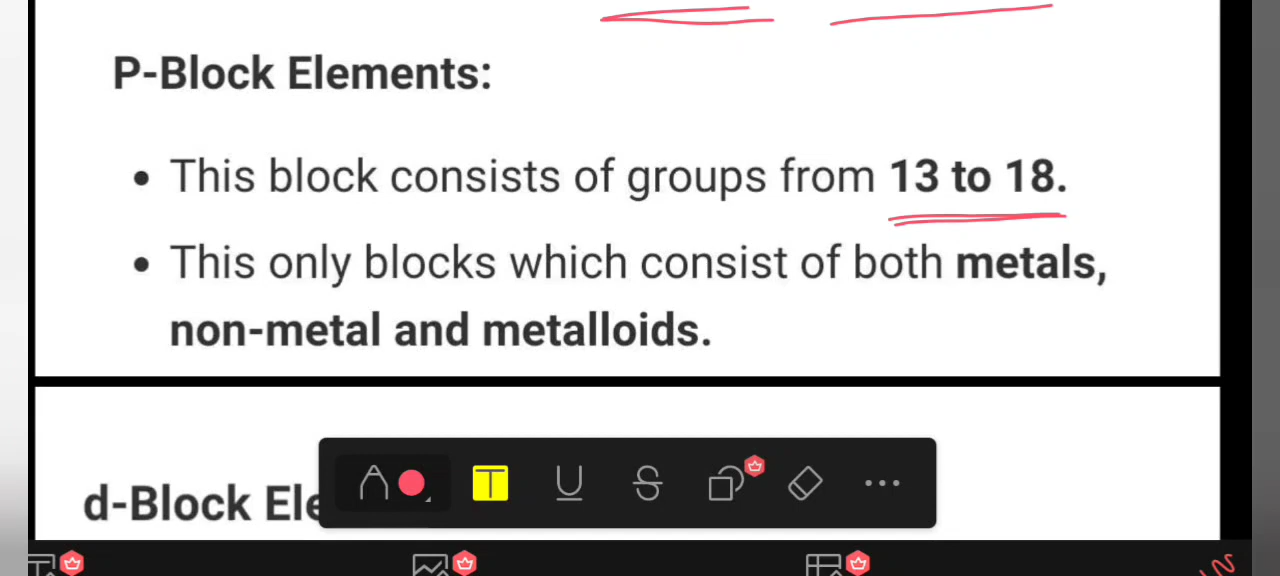 P-Block Elements:
• This block consists of groups from 13 to 18.
• This only blocks which consist of both metals,
non-metal and metalloids.
d-Block Ele